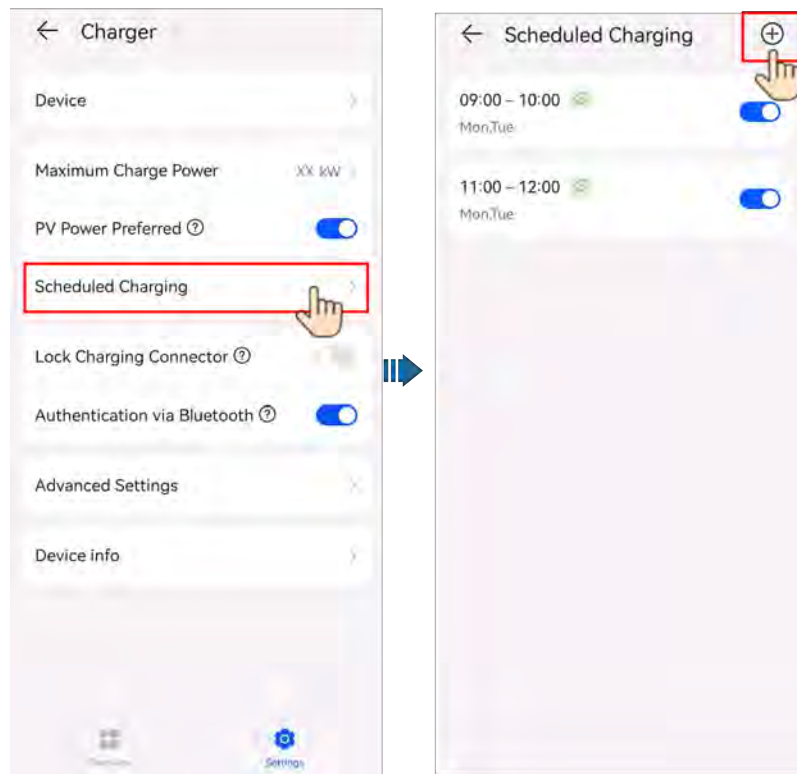 Charger
Device
Maximum Charge Power XX kW
PV Power Preferred ?
Scheduled Charging
Lock Charging Connector ?
Authentication via Bluetooth ?
Advanced Settings
Device info
Settings
Scheduled Charging
09:00 – 10:00
Mon,Tue
11:00 – 12:00
Mon,Tue